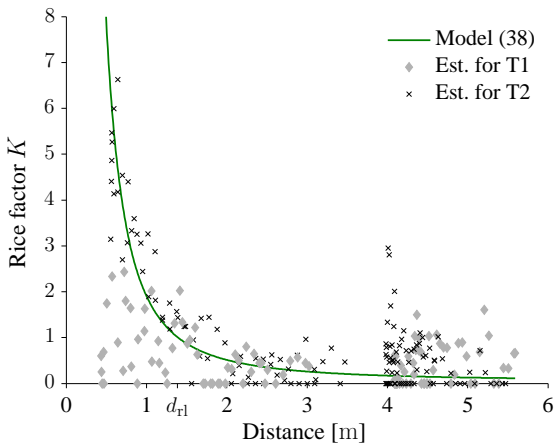 8
7
6
5
4
3
2
1
0
Rice factor K
Model (38)
Est. for T1
Est. for T2
0 1 d_rl 2 3 4 5 6
Distance [m]